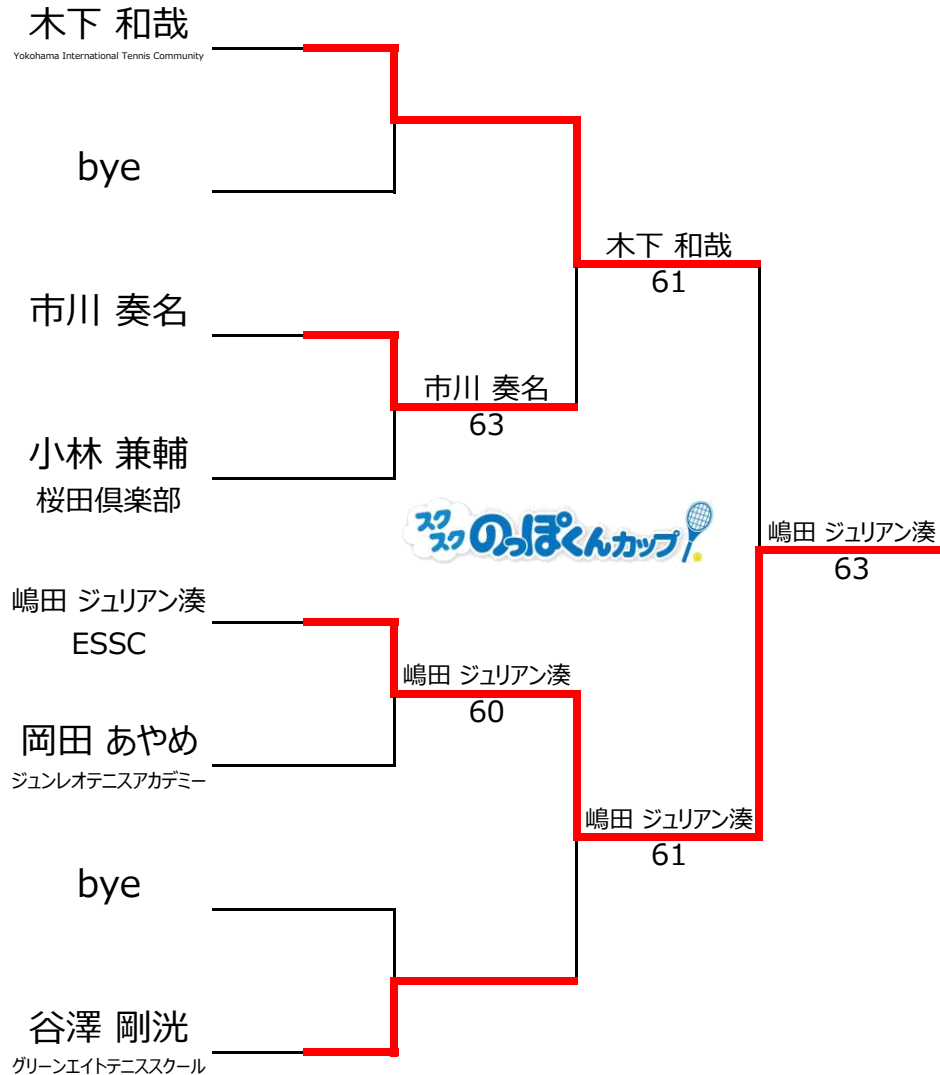 木下 和哉
Yokohama International Tennis Community
bye
木下 和哉
61
市川 奏名
市川 奏名
63
小林 兼輔
桜田倶楽部
スクスク のっぽくんカップ
嶋田 ジュリアン湊
63
嶋田 ジュリアン湊
ESSC
嶋田 ジュリアン湊
60
岡田 あやめ
ジュンレオテニスアカデミー
嶋田 ジュリアン湊
61
bye
谷澤 剛洸
グリーンエイトテニススクール